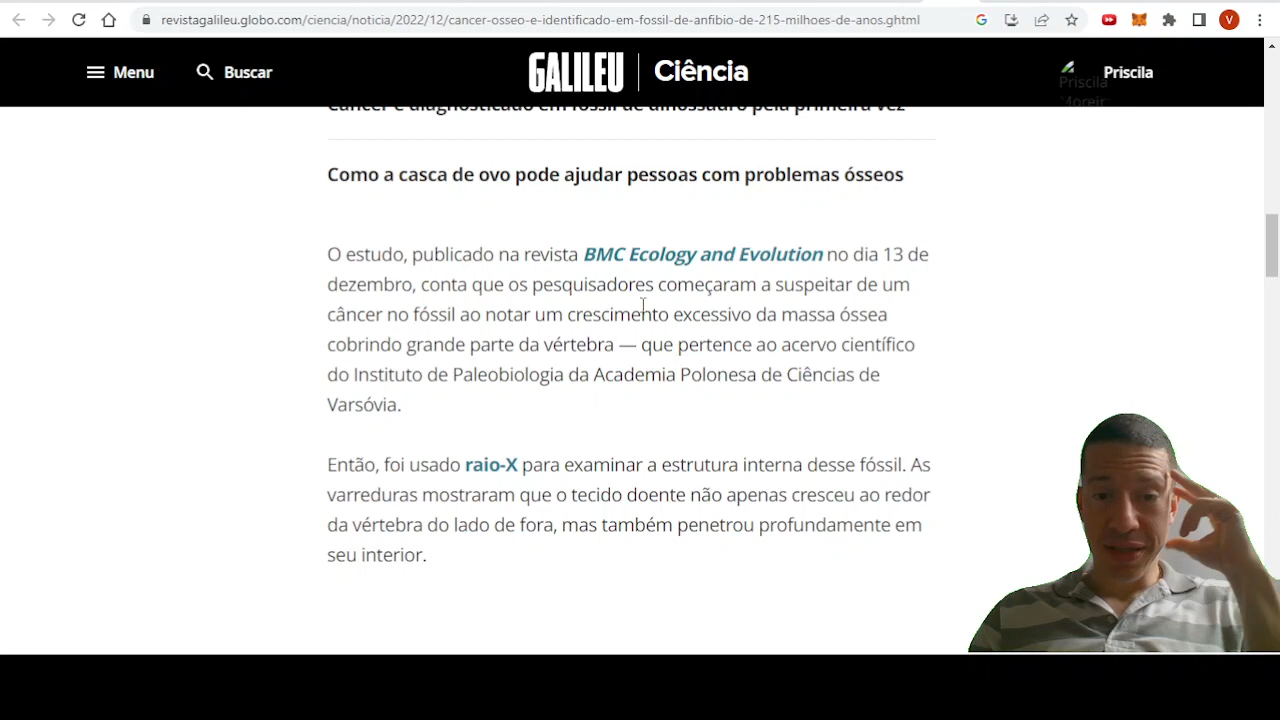 revistagalileu.globo.com/ciencia/noticia/2022/12/cancer-osseo-e-identificado-em-fossil-de-anfibio-de-215-milhoes-de-anos.ghtml
V
Menu
Buscar
GALILEU
Ciência
Priscila
Priscila
Moreir
Câncer é diagnosticado em fóssil de dinossauro pela primeira vez
Como a casca de ovo pode ajudar pessoas com problemas ósseos
O estudo, publicado na revista BMC Ecology and Evolution no dia 13 de
dezembro, conta que os pesquisadores começaram a suspeitar de um
câncer no fóssil ao notar um crescimento excessivo da massa óssea
cobrindo grande parte da vértebra — que pertence ao acervo científico
do Instituto de Paleobiologia da Academia Polonesa de Ciências de
Varsóvia.
Então, foi usado raio-X para examinar a estrutura interna desse fóssil. As
varreduras mostraram que o tecido doente não apenas cresceu ao redor
da vértebra do lado de fora, mas também penetrou profundamente em
seu interior.